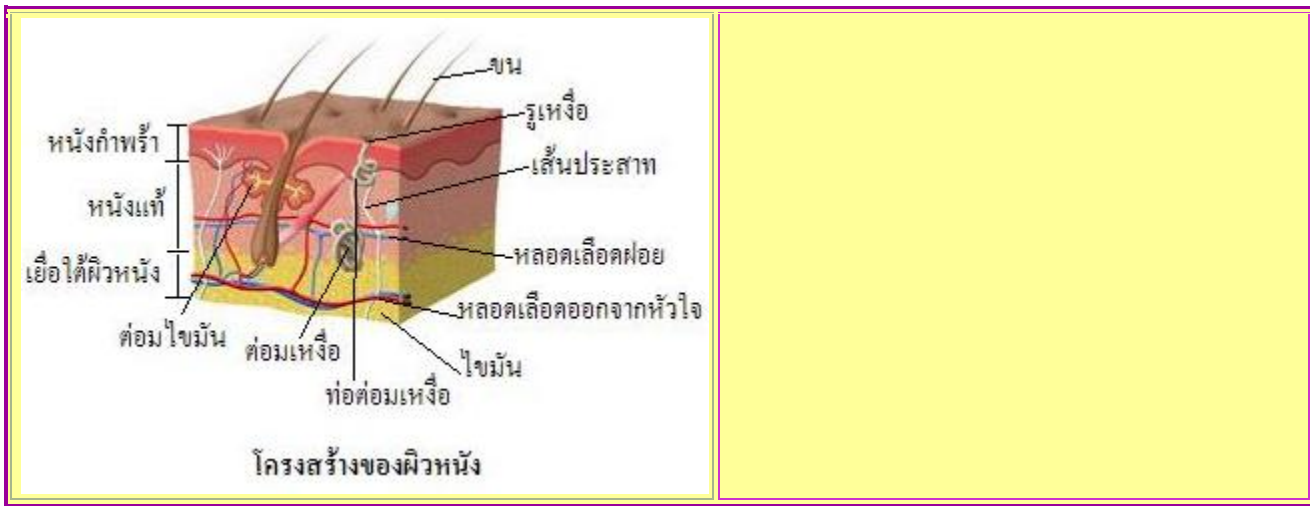 ขน
รูเหงื่อ
หนังกำพร้า
เส้นประสาท
หนังแท้
หลอดเลือดฝอย
เยื่อใต้ผิวหนัง
หลอดเลือดออกจากหัวใจ
ต่อมไขมัน
ต่อมเหงื่อ
ไขมัน
ท่อต่อมเหงื่อ
โครงสร้างของผิวหนัง